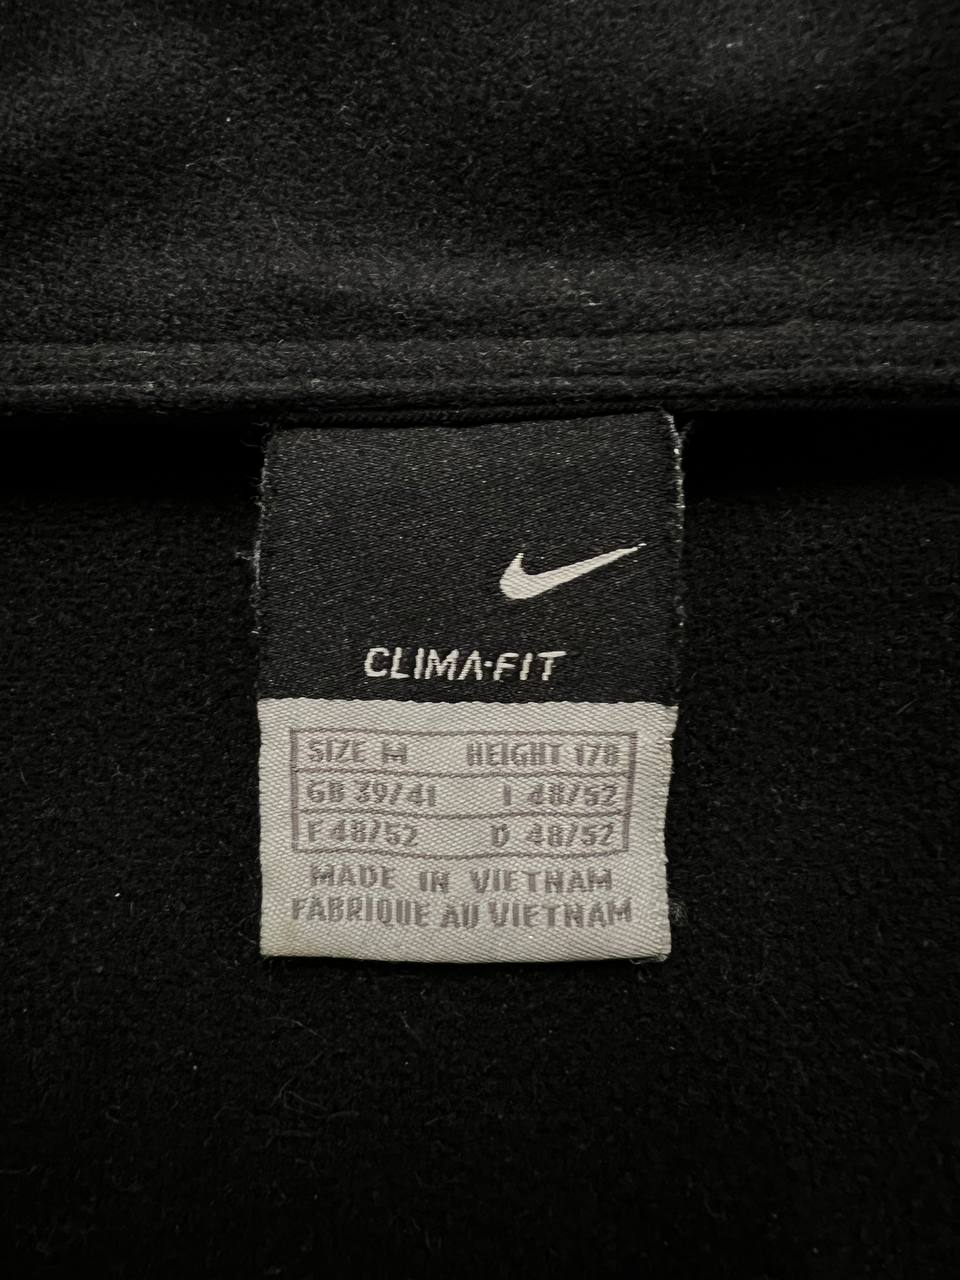 CLIMA·FIT
SIZE M HEIGHT 178
GB 39/41 I 48/52
F 48/52 D 48/52
MADE IN VIETNAM
FABRIQUE AU VIETNAM